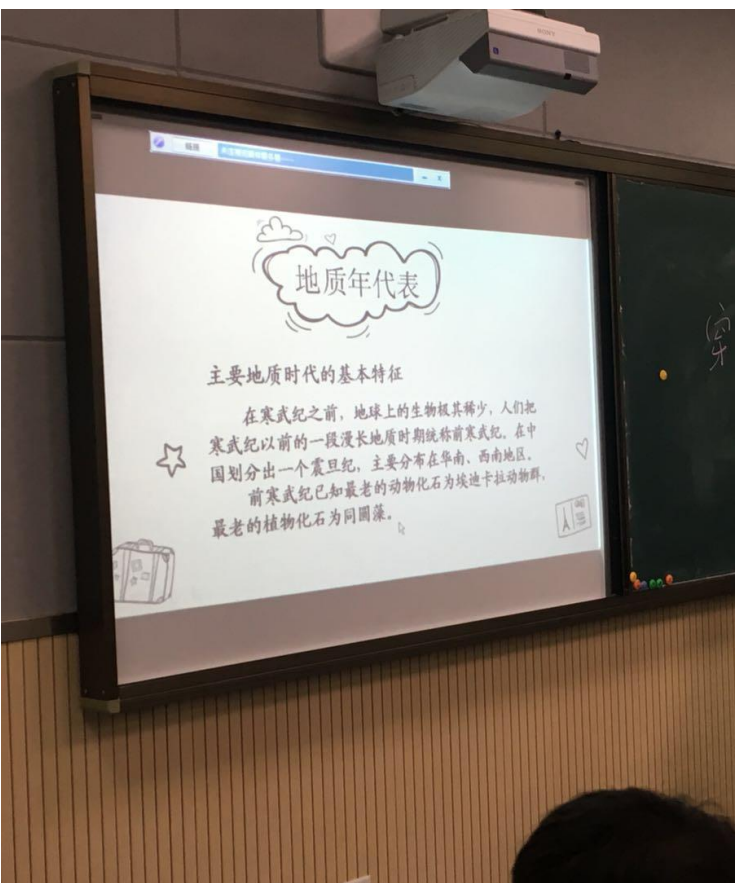 SONY
地质年代表
主要地质时代的基本特征
在寒武纪之前，地球上的生物极其稀少，人们把
寒武纪以前的一段漫长地质时期统称前寒武纪。在中
国划分出一个震旦纪，主要分布在华南、西南地区。
前寒武纪已知最老的动物化石为埃迪卡拉动物群，
最老的植物化石为同圆藻。